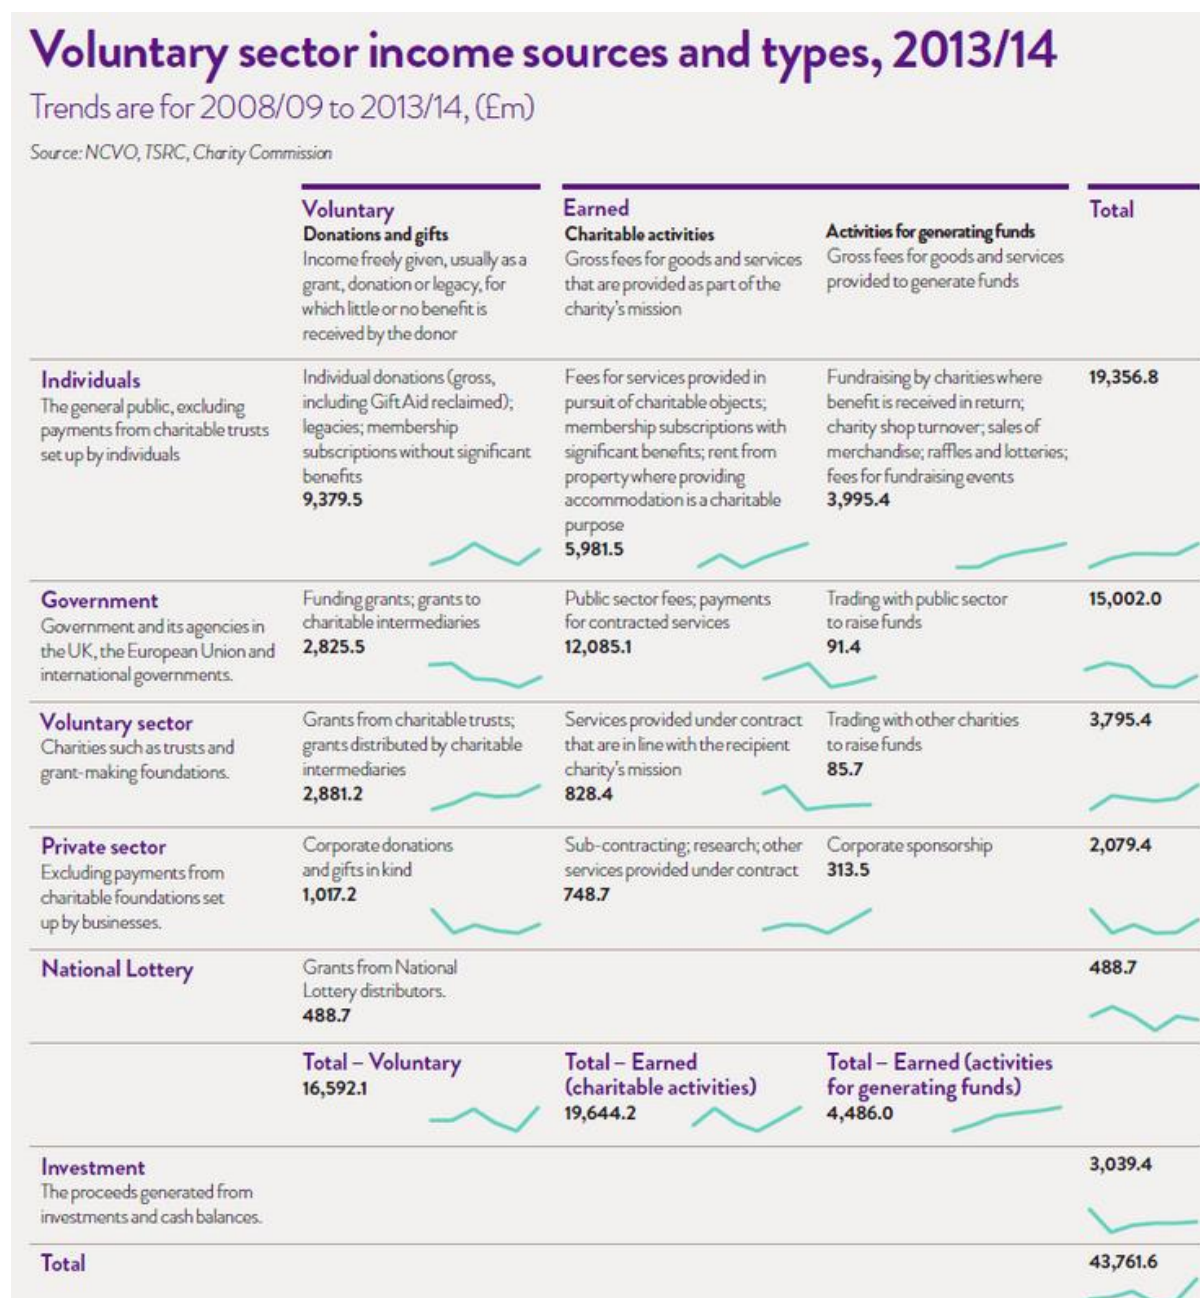 Voluntary sector income sources and types, 2013/14
Trends are for 2008/09 to 2013/14, (£m)
Source: NCVO, TSRC, Charity Commission
Voluntary
Donations and gifts
Income freely given, usually as a
grant, donation or legacy, for
which little or no benefit is
received by the donor
Earned
Charitable activities
Gross fees for goods and services
that are provided as part of the
charity's mission
Activities for generating funds
Gross fees for goods and services
provided to generate funds
Total
Individuals
The general public, excluding
payments from charitable trusts
set up by individuals
Individual donations (gross,
including Gift Aid reclaimed);
legacies; membership
subscriptions without significant
benefits
9,379.5
Fees for services provided in
pursuit of charitable objects;
membership subscriptions with
significant benefits; rent from
property where providing
accommodation is a charitable
purpose
5,981.5
Fundraising by charities where
benefit is received in return;
charity shop turnover; sales of
merchandise; raffles and lotteries;
fees for fundraising events
3,995.4
19,356.8
Government
Government and its agencies in
the UK, the European Union and
international governments.
Funding grants; grants to
charitable intermediaries
2,825.5
Public sector fees; payments
for contracted services
12,085.1
Trading with public sector
to raise funds
91.4
15,002.0
Voluntary sector
Charities such as trusts and
grant-making foundations.
Grants from charitable trusts;
grants distributed by charitable
intermediaries
2,881.2
Services provided under contract
that are in line with the recipient
charity's mission
828.4
Trading with other charities
to raise funds
85.7
3,795.4
Private sector
Excluding payments from
charitable foundations set
up by businesses.
Corporate donations
and gifts in kind
1,017.2
Sub-contracting; research; other
services provided under contract
748.7
Corporate sponsorship
313.5
2,079.4
National Lottery
Grants from National
Lottery distributors.
488.7
488.7
Total – Voluntary
16,592.1
Total – Earned
(charitable activities)
19,644.2
Total – Earned (activities
for generating funds)
4,486.0
Investment
The proceeds generated from
investments and cash balances.
3,039.4
Total
43,761.6